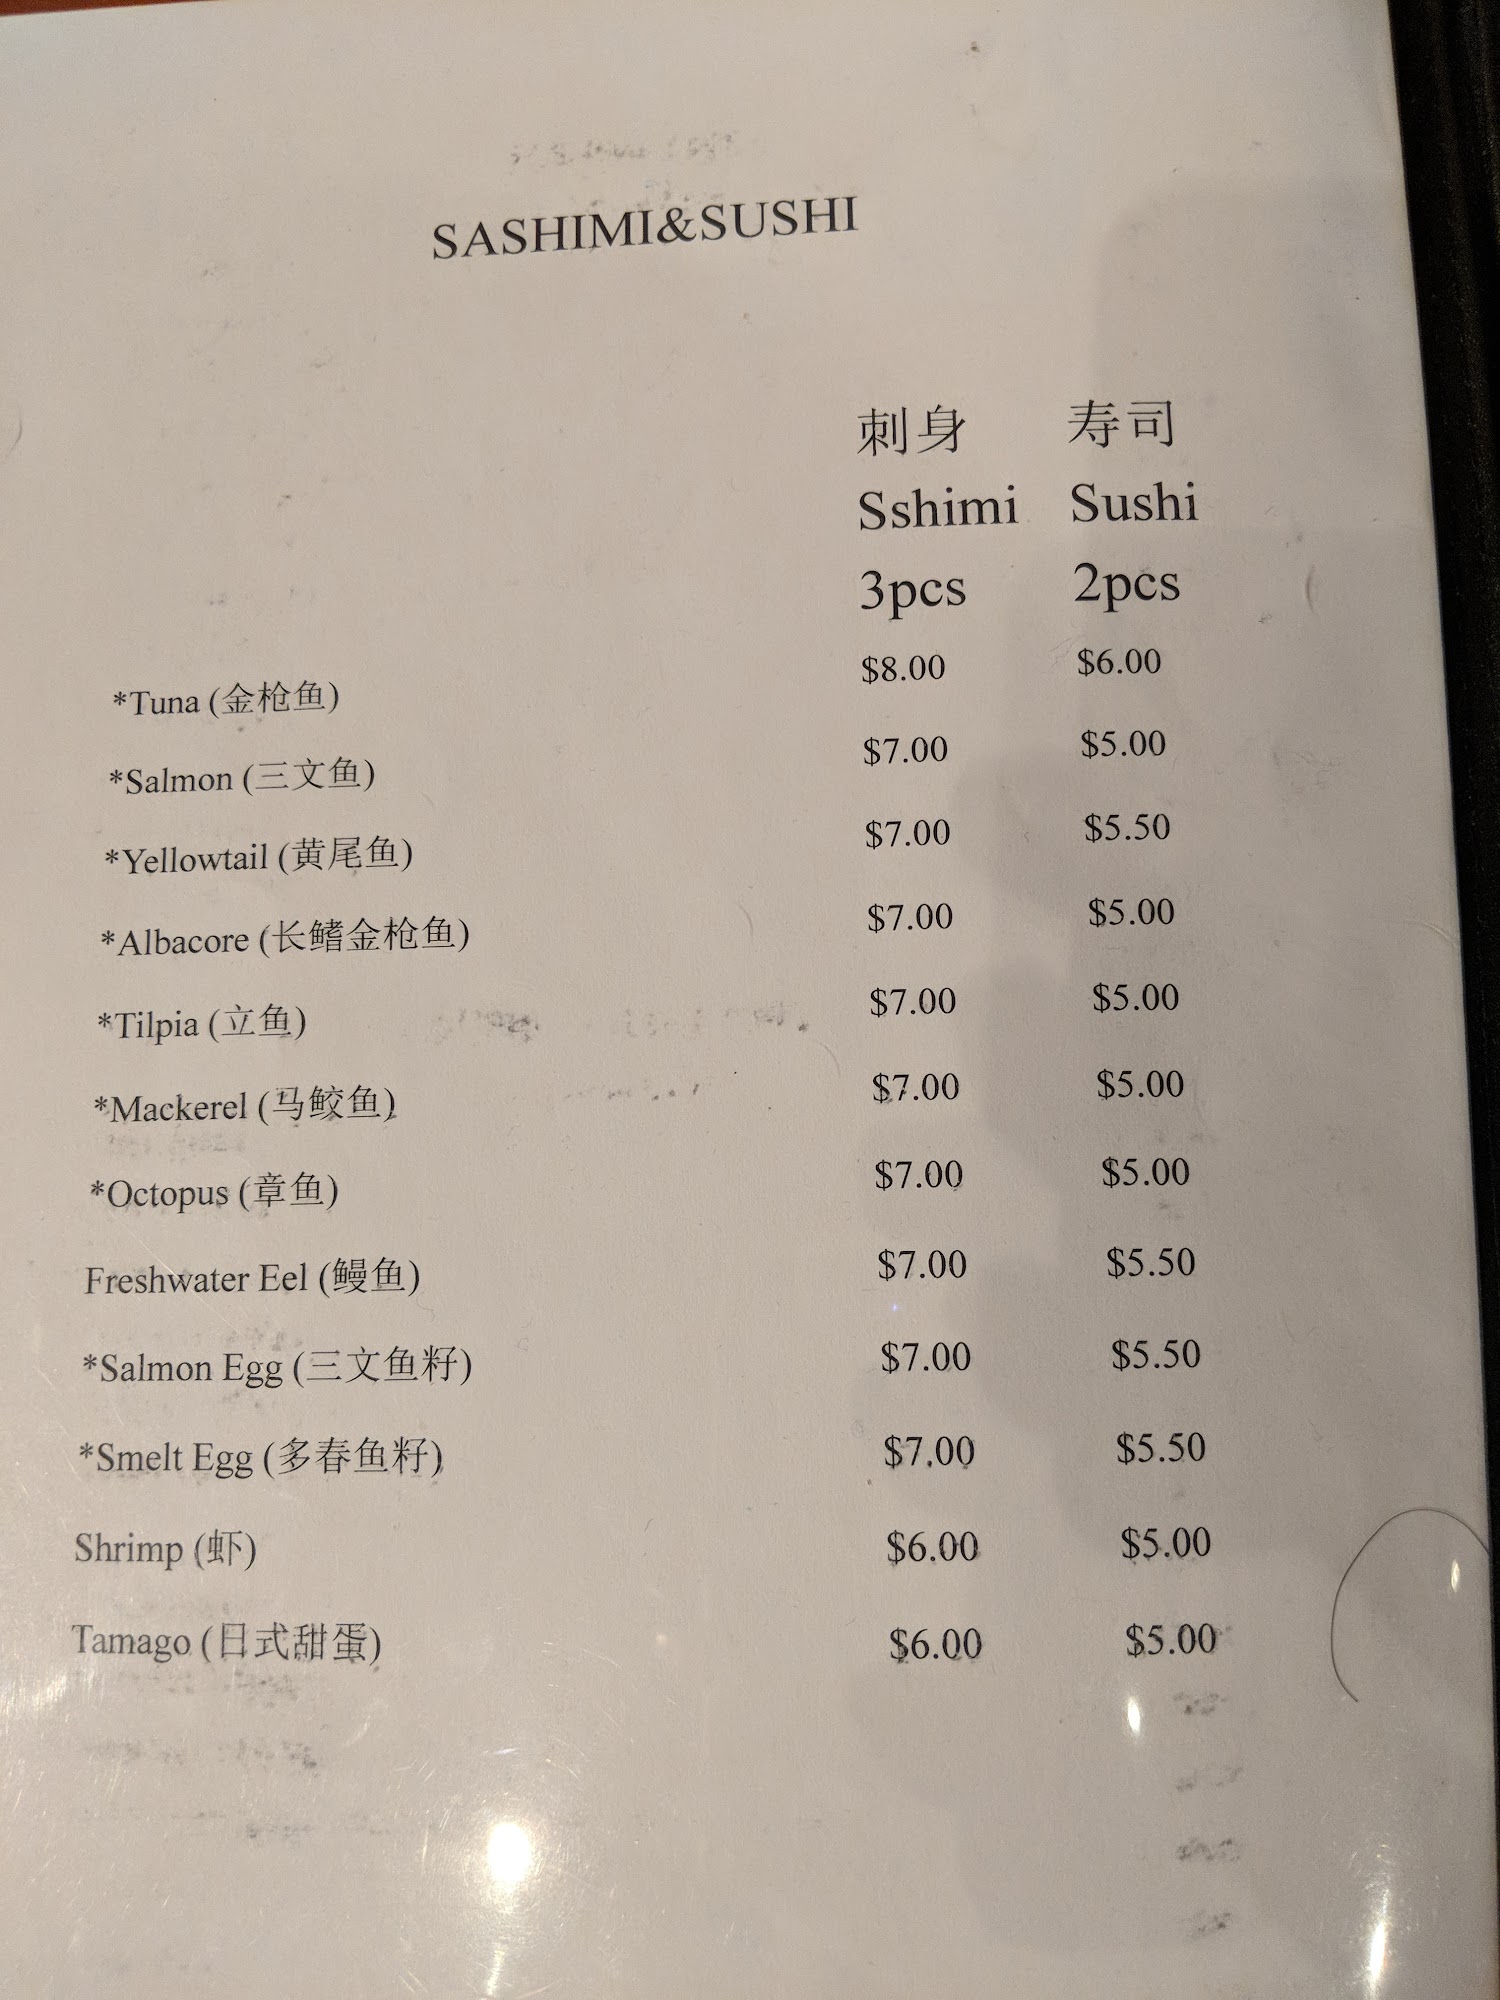 SASHIMI&SUSHI
刺身 寿司
Sshimi Sushi
3pcs 2pcs
*Tuna (金枪鱼) $8.00 $6.00
*Salmon (三文鱼) $7.00 $5.00
*Yellowtail (黄尾鱼) $7.00 $5.50
*Albacore (长鳍金枪鱼) $7.00 $5.00
*Tilpia (立鱼) $7.00 $5.00
*Mackerel (马鲛鱼) $7.00 $5.00
*Octopus (章鱼) $7.00 $5.00
Freshwater Eel (鳗鱼) $7.00 $5.50
*Salmon Egg (三文鱼籽) $7.00 $5.50
*Smelt Egg (多春鱼籽) $7.00 $5.50
Shrimp (虾) $6.00 $5.00
Tamago (日式甜蛋) $6.00 $5.00